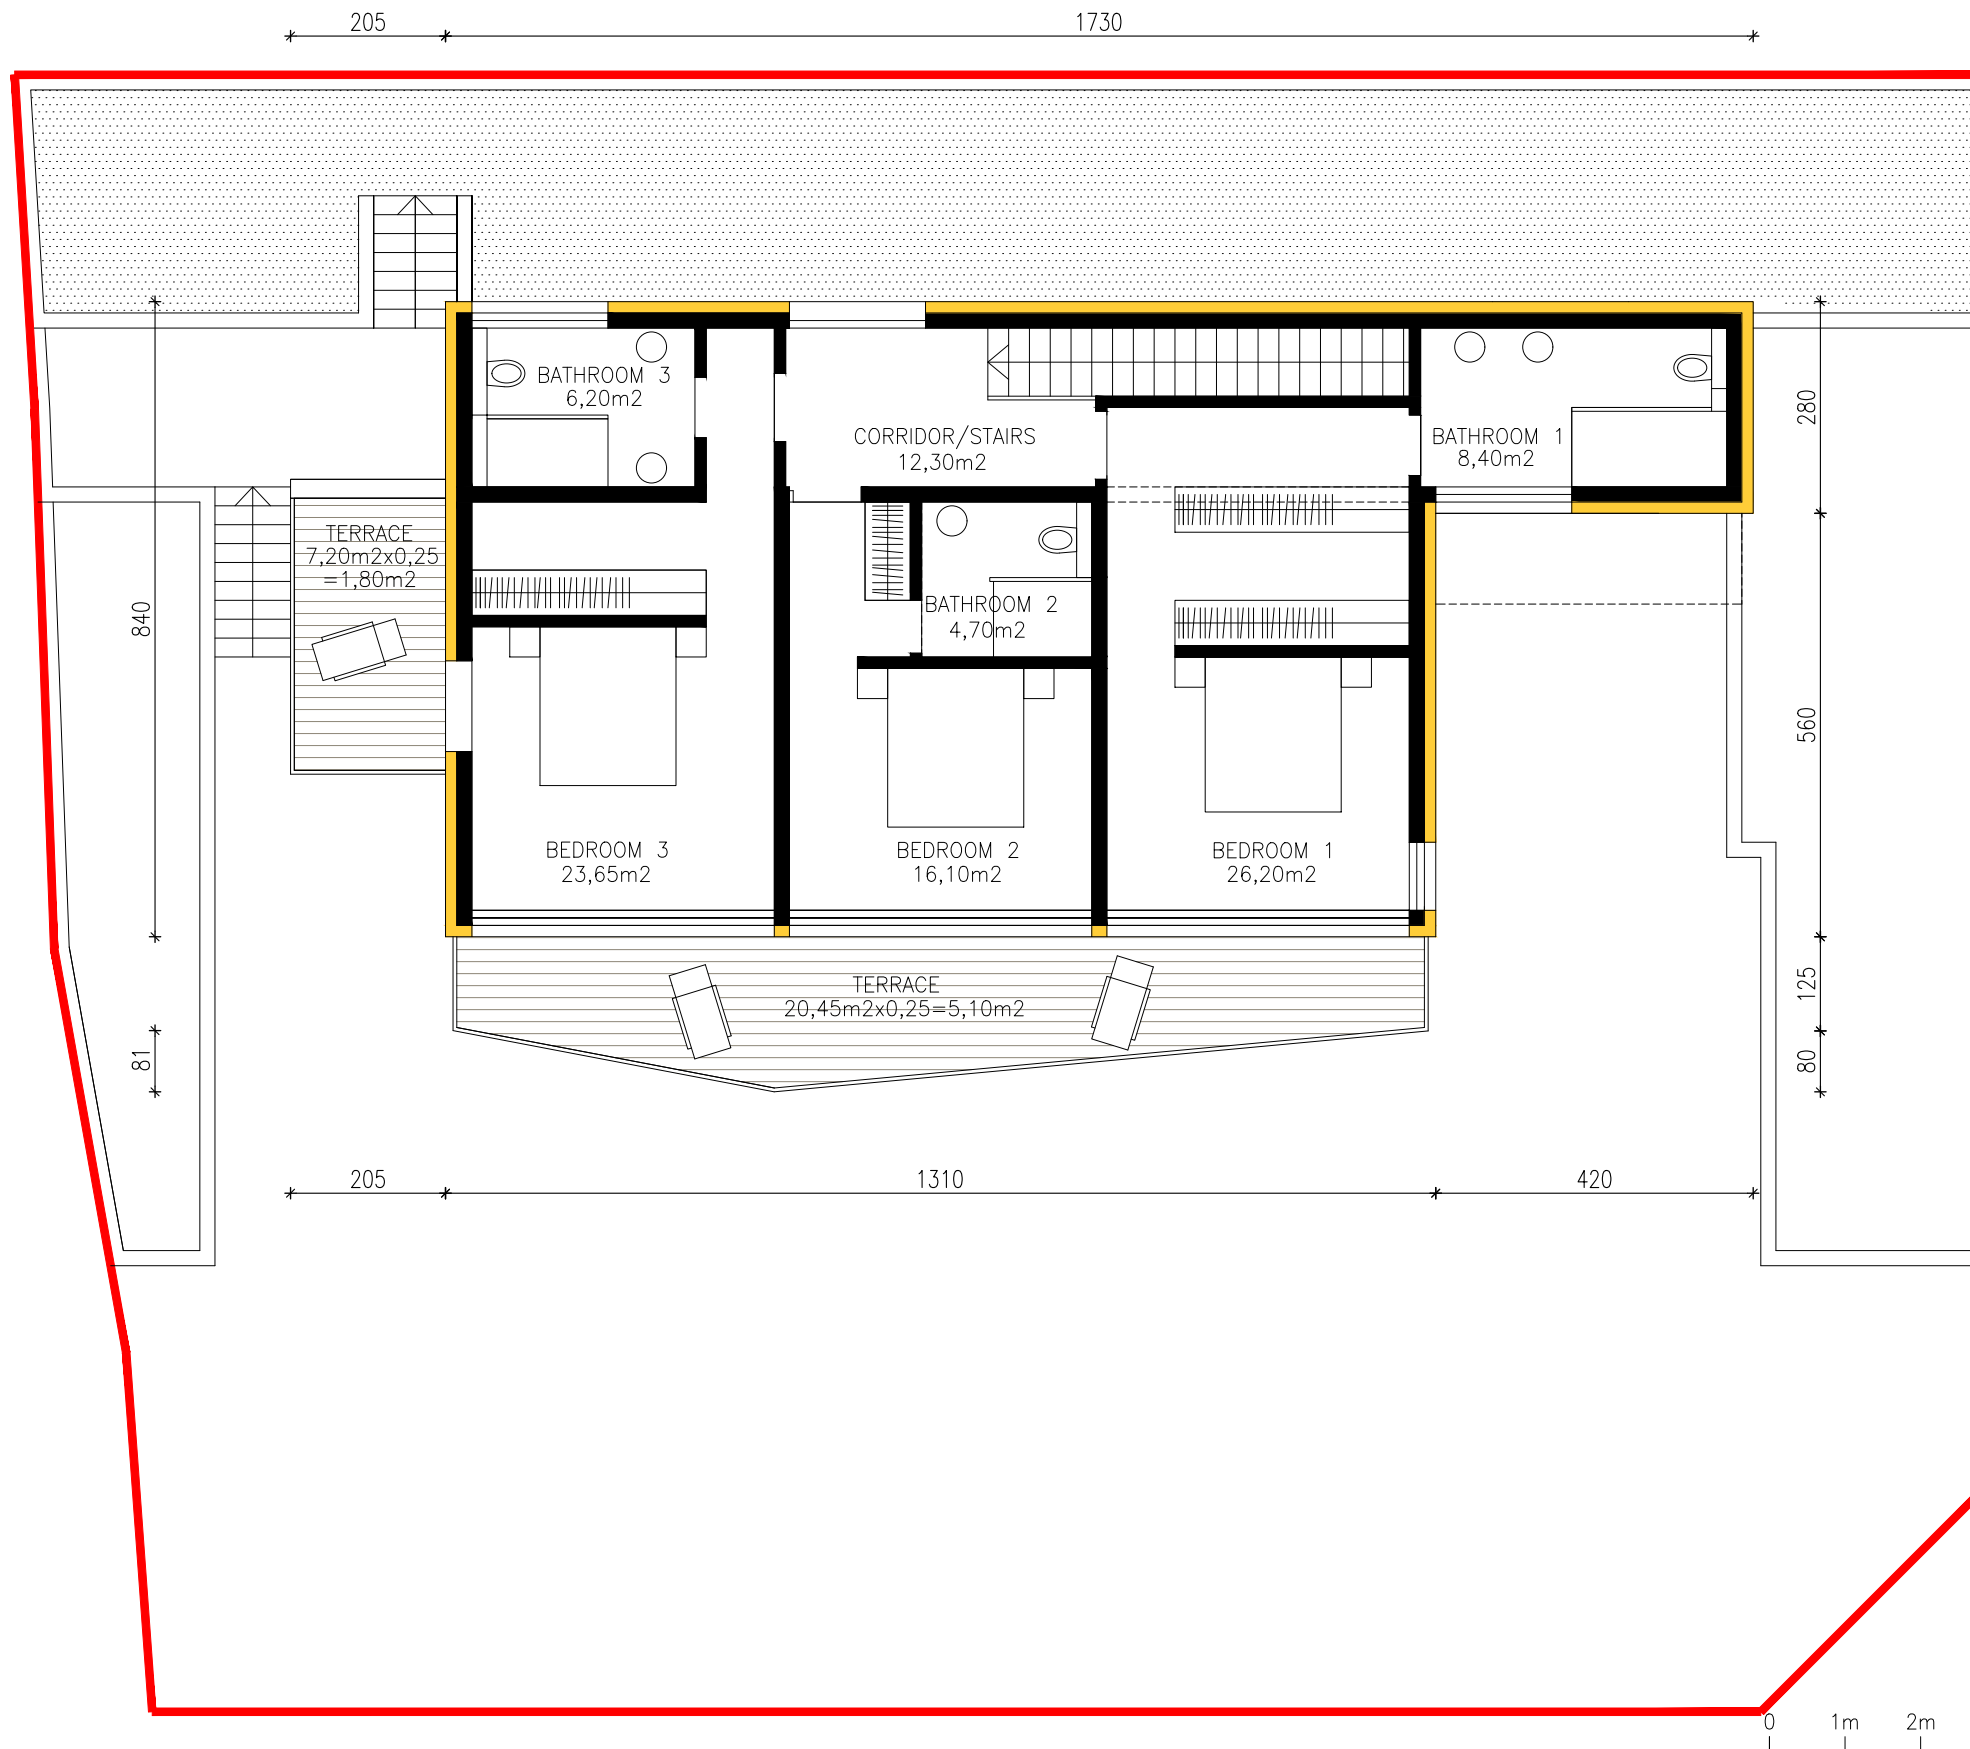 205
1730
BATHROOM 3
6,20m2
CORRIDOR/STAIRS
12,30m2
BATHROOM 1
8,40m2
280
TERRACE
7,20m2x0,25
=1,80m2
840
BATHROOM 2
4,70m2
560
BEDROOM 3
23,65m2
BEDROOM 2
16,10m2
BEDROOM 1
26,20m2
TERRACE
20,45m2x0,25=5,10m2
125
81
80
205
1310
420
0 1m 2m